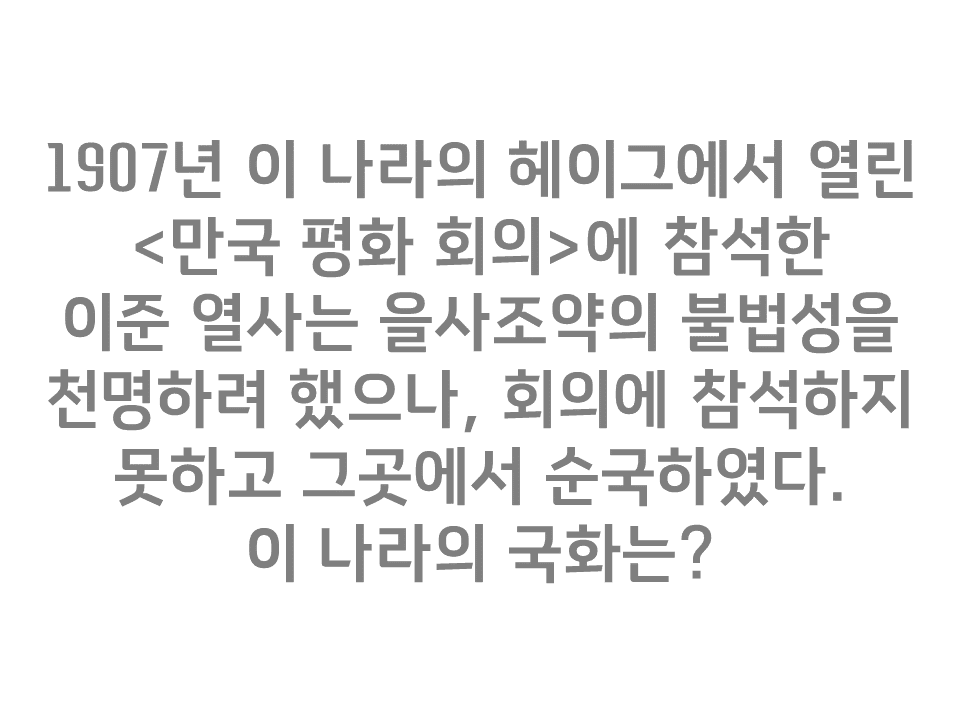 1907년 이 나라의 헤이그에서 열린
<만국 평화 회의>에 참석한
이준 열사는 을사조약의 불법성을
천명하려 했으나, 회의에 참석하지
못하고 그곳에서 순국하였다.
이 나라의 국화는?